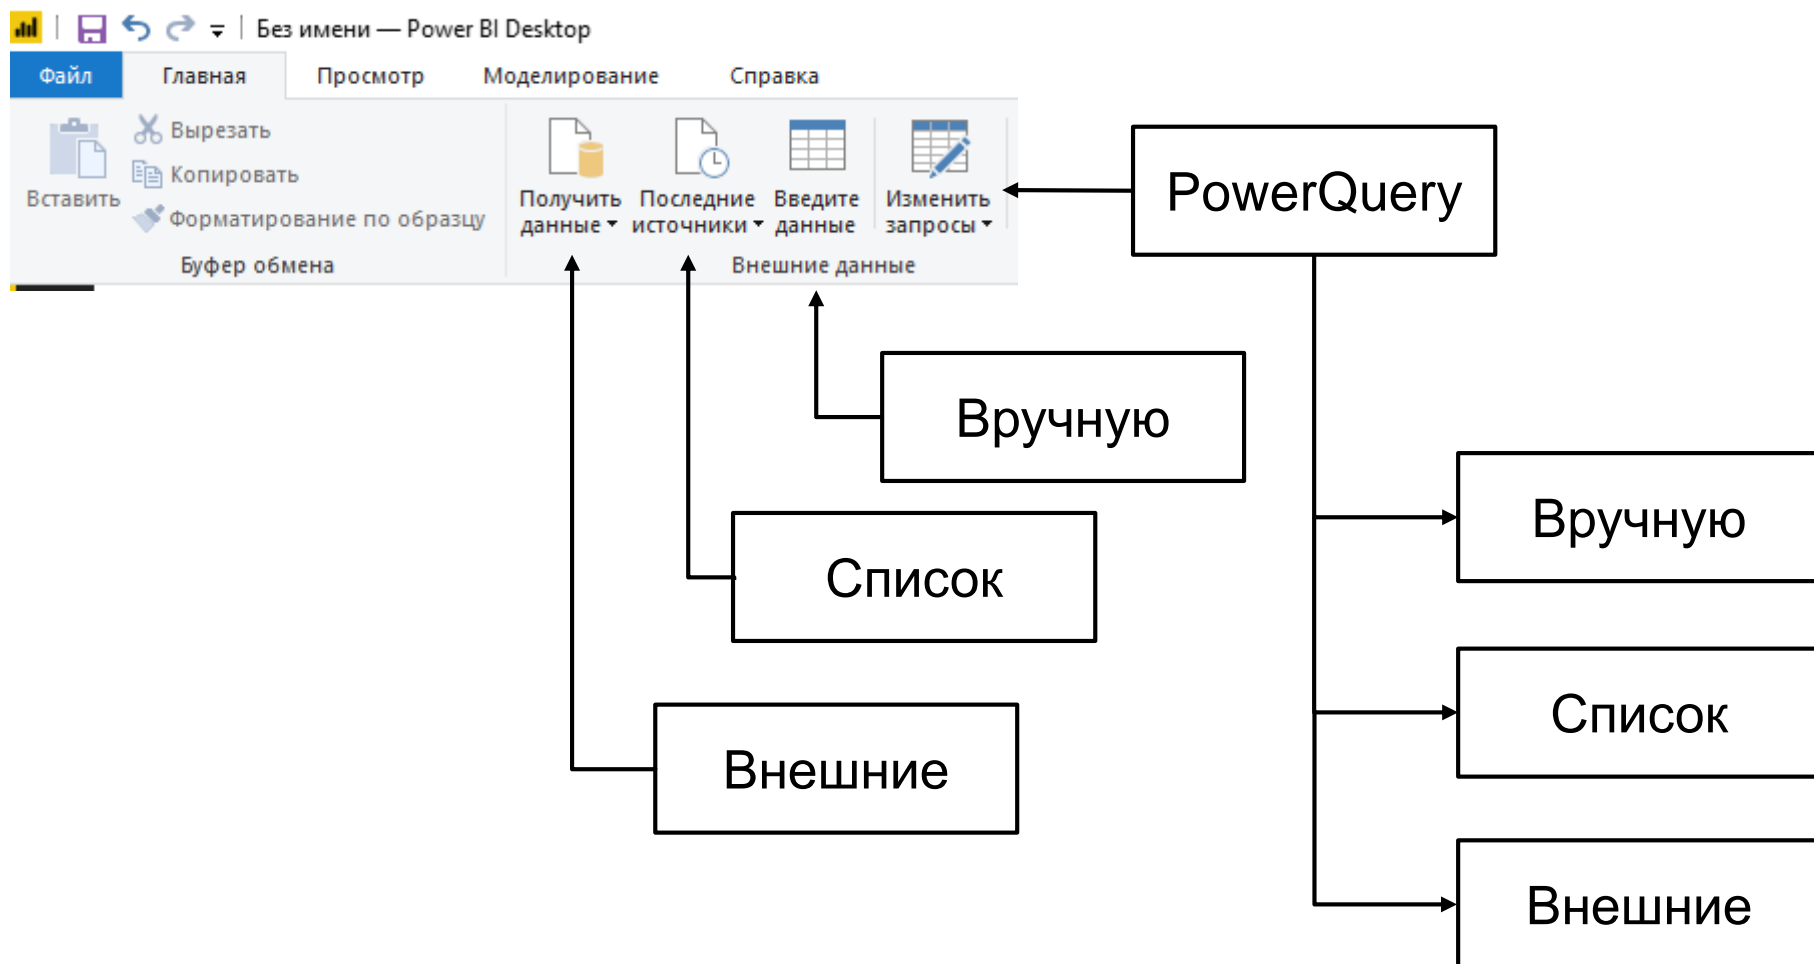 Без имени — Power BI Desktop
Файл Главная Просмотр Моделирование Справка
Вставить
Вырезать
Копировать
Форматирование по образцу
Буфер обмена
Получить
данные
Последние
источники
Введите
данные
Изменить
запросы
Внешние данные
PowerQuery
Вручную
Список
Внешние
Вручную
Список
Внешние